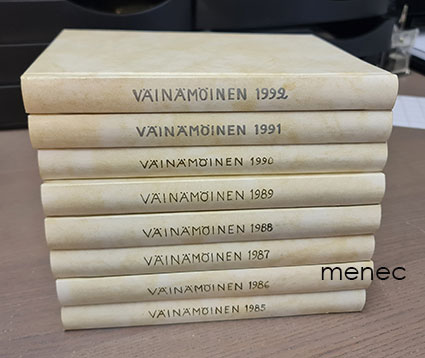 VÄINÄMÖINEN 1992
VÄINÄMÖINEN 1991
VÄINÄMÖINEN 1990
VÄINÄMÖINEN 1989
VÄINÄMÖINEN 1988
VÄINÄMÖINEN 1987
menec
VÄINÄMÖINEN 1986
VÄINÄMÖINEN 1985